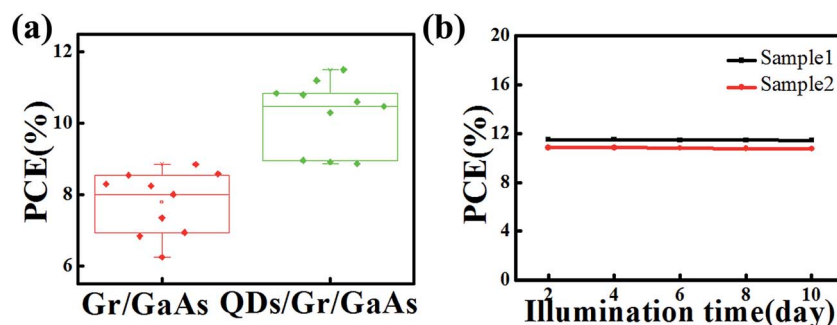 (a)
PCE(%)
12
10
8
6
Gr/GaAs QDs/Gr/GaAs
(b)
PCE(%)
20
16
12
8
4
0
Sample1
Sample2
2 4 6 8 10
Illumination time(day)